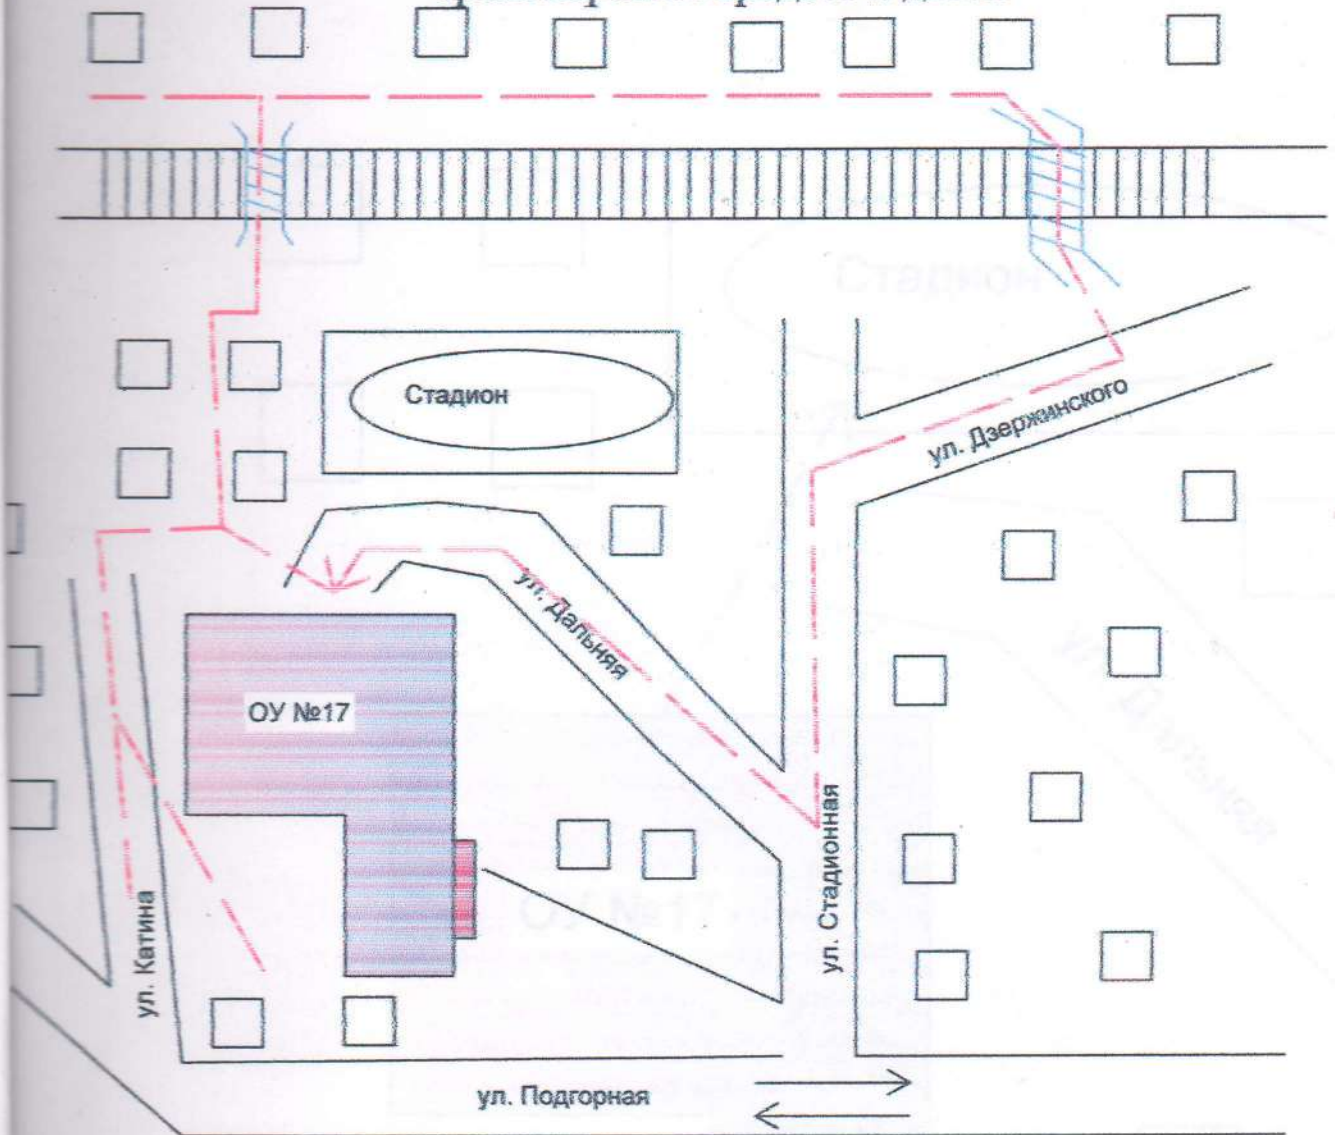 Стадион
ул. Дзержинского
ул. Дальняя
ОУ №17
ул. Стадионная
ул. Катина
ул. Подгорная